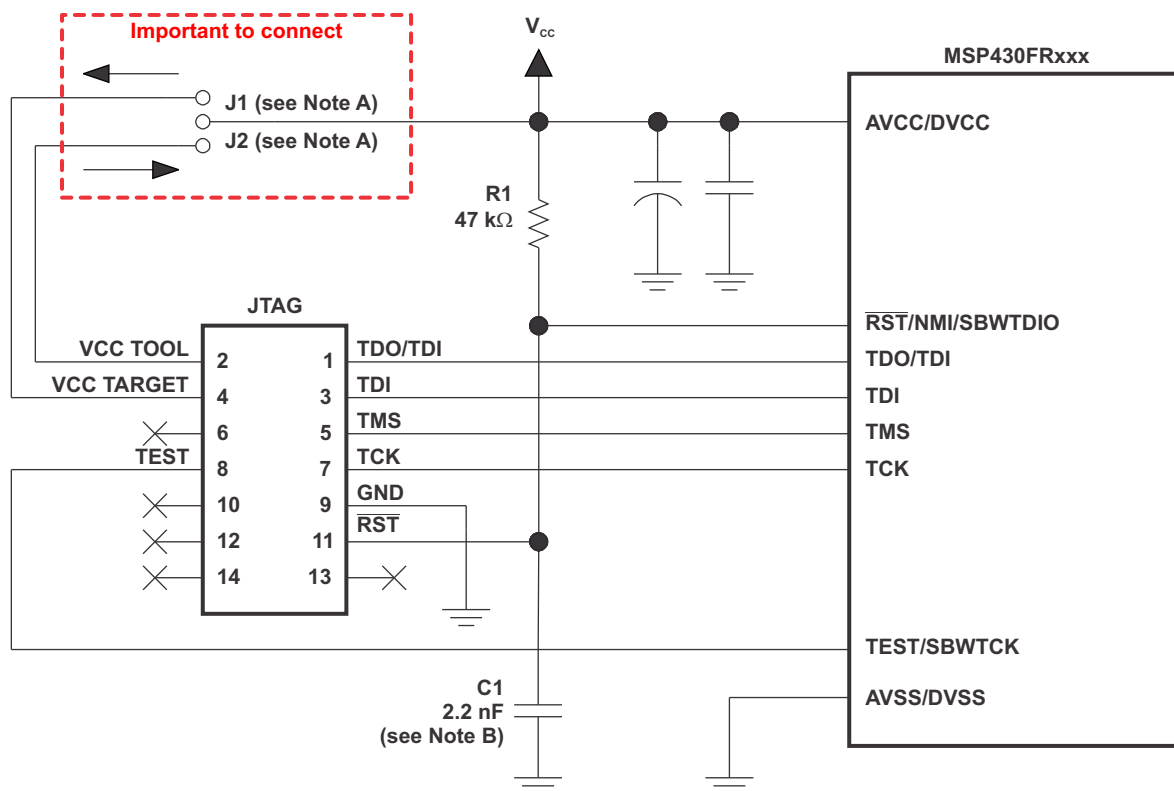 Important to connect
J1 (see Note A)
J2 (see Note A)
Vcc
MSP430FRxxx
AVCC/DVCC
R1
47 kΩ
JTAG
RST/NMI/SBWTDIO
VCC TOOL
2
1
TDO/TDI
TDO/TDI
VCC TARGET
4
3
TDI
TDI
6
5
TMS
TMS
TEST
8
7
TCK
TCK
10
9
GND
12
11
RST
14
13
TEST/SBWTCK
C1
2.2 nF
(see Note B)
AVSS/DVSS